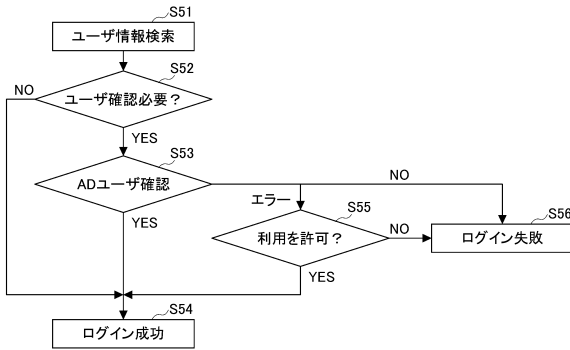 S51
ユーザ情報検索
S52
NO
ユーザ確認必要？
YES
S53
ADユーザ確認
NO
エラー
YES
S55
利用を許可？
NO
S56
ログイン失敗
YES
S54
ログイン成功